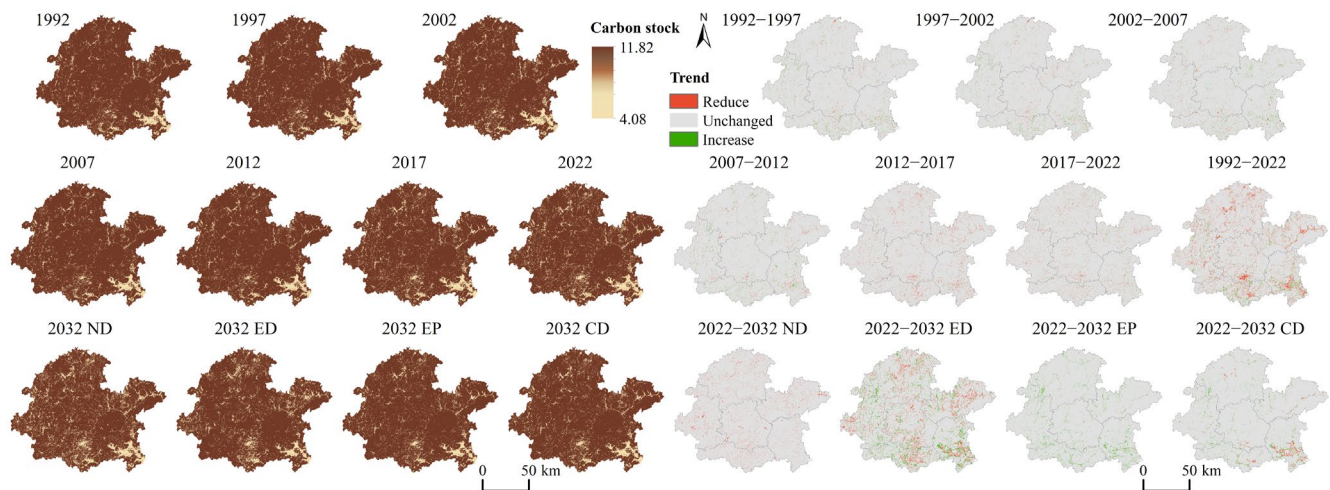 1992
1997
2002
Carbon stock
11.82
4.08
N
1992−1997
1997−2002
2002−2007
Trend
Reduce
Unchanged
Increase
2007
2012
2017
2022
2007−2012
2012−2017
2017−2022
1992−2022
2032 ND
2032 ED
2032 EP
2032 CD
2022−2032 ND
2022−2032 ED
2022−2032 EP
2022−2032 CD
0 50 km
0 50 km